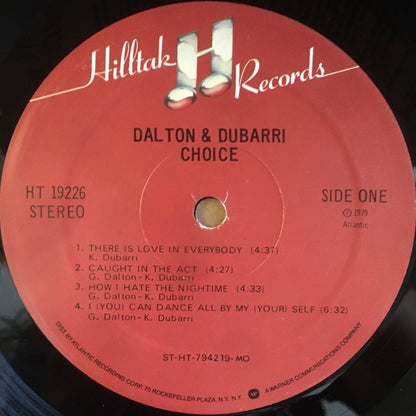 Hilltak Records
DALTON & DUBARRI
CHOICE
HT 19226
STEREO
SIDE ONE
Ⓟ 1979
Atlantic
1. THERE IS LOVE IN EVERYBODY (4:37)
K. Dubarri
2. CAUGHT IN THE ACT (4:27)
G. Dalton-K. Dubarri
3. HOW I HATE THE NIGHTIME (4:33)
G. Dalton-K. Dubarri
4. I (YOU) CAN DANCE ALL BY MY (YOUR) SELF (6:32)
G. Dalton-K. Dubarri
ST-HT-794219-MO
DIST. BY ATLANTIC RECORDING CORP., 75 ROCKEFELLER PLAZA, N.Y., N.Y. W A WARNER COMMUNICATIONS COMPANY